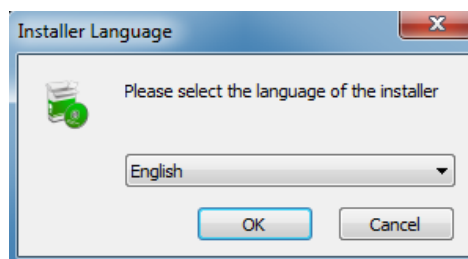 Installer Language
Please select the language of the installer
English
OK
Cancel